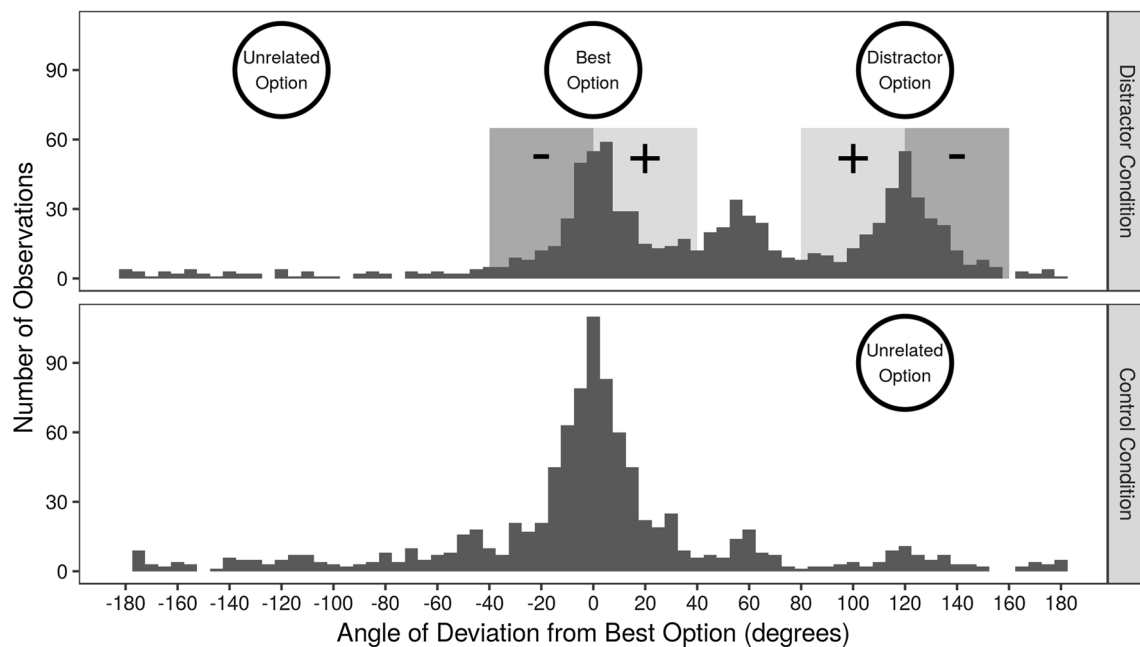 Unrelated
Option
Best
Option
Distractor
Option
-
+
+
-
90
60
30
0
Distractor Condition
Number of Observations
Unrelated
Option
90
60
30
0
Control Condition
-180 -160 -140 -120 -100 -80 -60 -40 -20 0 20 40 60 80 100 120 140 160 180
Angle of Deviation from Best Option (degrees)